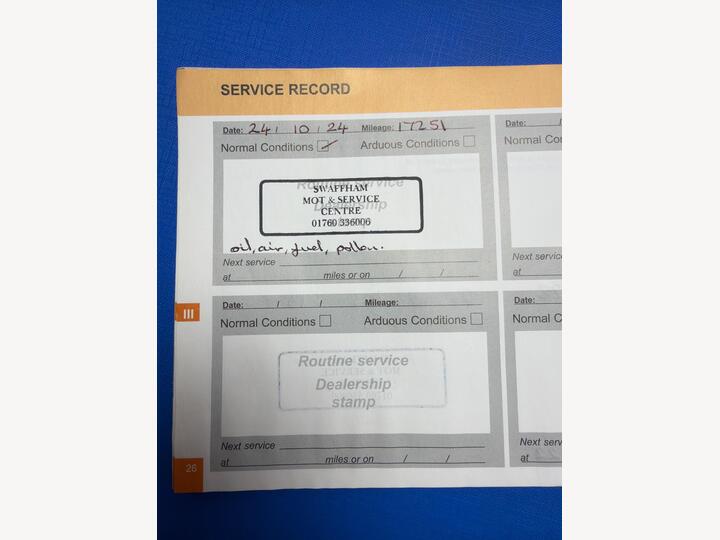 SERVICE RECORD
Date: 24 / 10 / 24 Mileage: 17251
Normal Conditions Arduous Conditions
Routine service
Dealership
SWAFFHAM
MOT & SERVICE
CENTRE
01760 336006
oil, air, fuel, pollen.
Next service
at miles or on / /
Date: / / Mileage:
Normal Conditions Arduous Conditions
Routine service
Dealership
stamp
Next service
at miles or on / /
III
26
Date: /
Normal Co
Next service
at
Date:
Normal C
Next serv
at